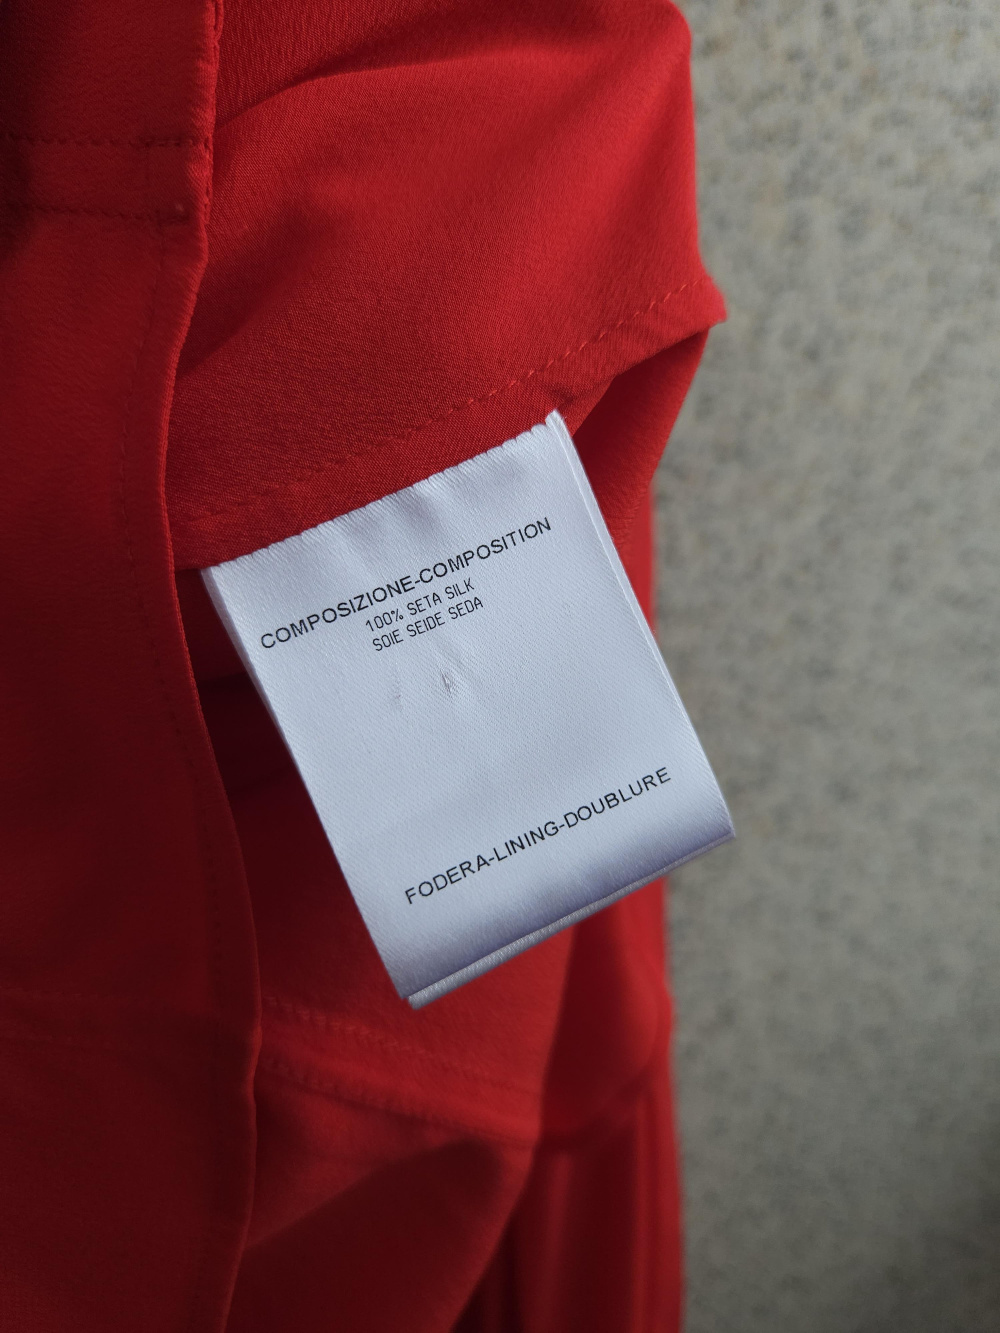 COMPOSIZIONE-COMPOSITION
100% SETA SILK
SOIE SEIDE SEDA
FODERA-LINING-DOUBLURE